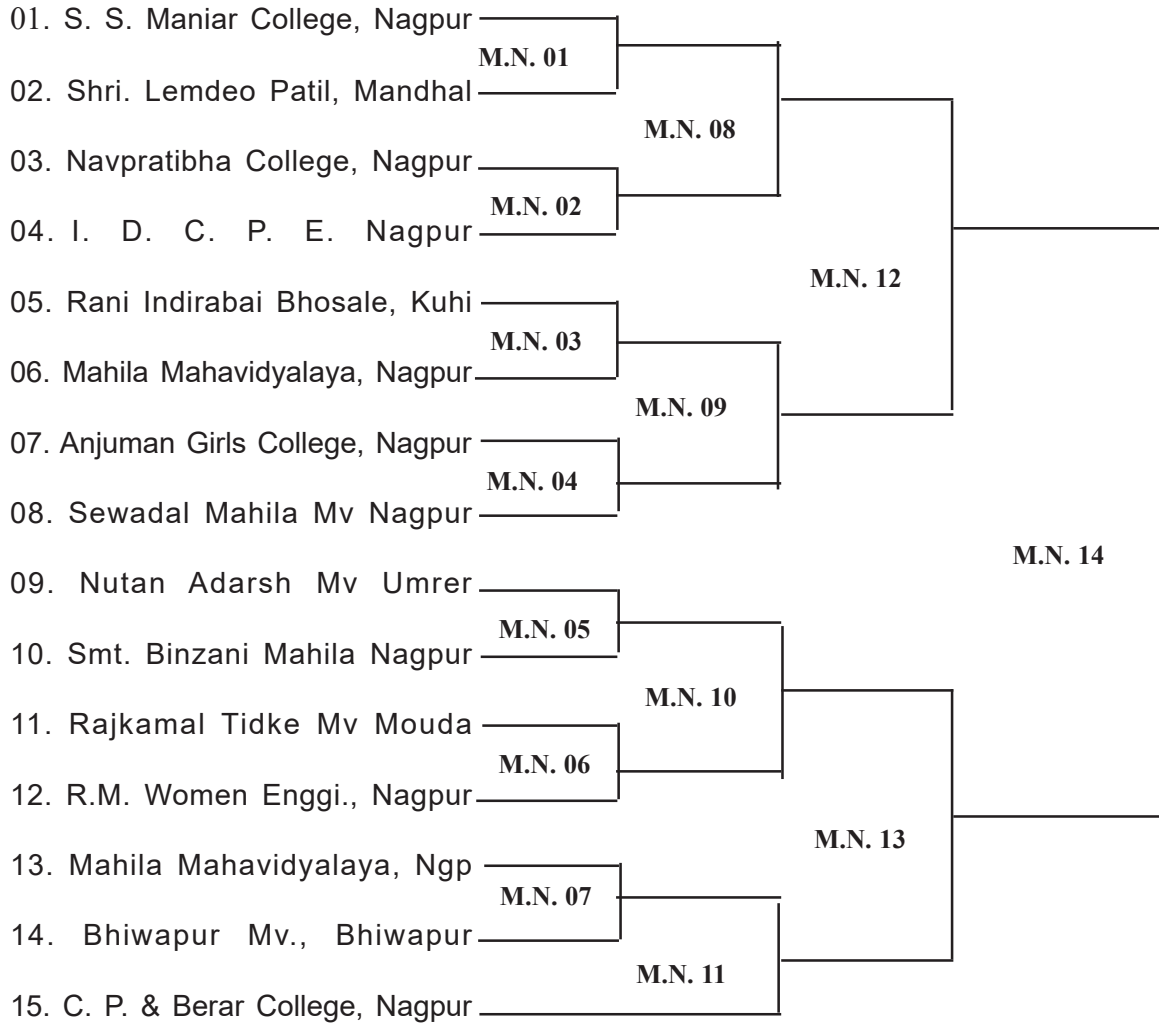 01. S. S. Maniar College, Nagpur
M.N. 01
02. Shri. Lemdeo Patil, Mandhal
M.N. 08
03. Navpratibha College, Nagpur
M.N. 02
04. I. D. C. P. E. Nagpur
M.N. 12
05. Rani Indirabai Bhosale, Kuhi
M.N. 03
06. Mahila Mahavidyalaya, Nagpur
M.N. 09
07. Anjuman Girls College, Nagpur
M.N. 04
08. Sewadal Mahila Mv Nagpur
M.N. 14
09. Nutan Adarsh Mv Umrer
M.N. 05
10. Smt. Binzani Mahila Nagpur
M.N. 10
11. Rajkamal Tidke Mv Mouda
M.N. 06
12. R.M. Women Enggi., Nagpur
M.N. 13
13. Mahila Mahavidyalaya, Ngp
M.N. 07
14. Bhiwapur Mv., Bhiwapur
M.N. 11
15. C. P. & Berar College, Nagpur